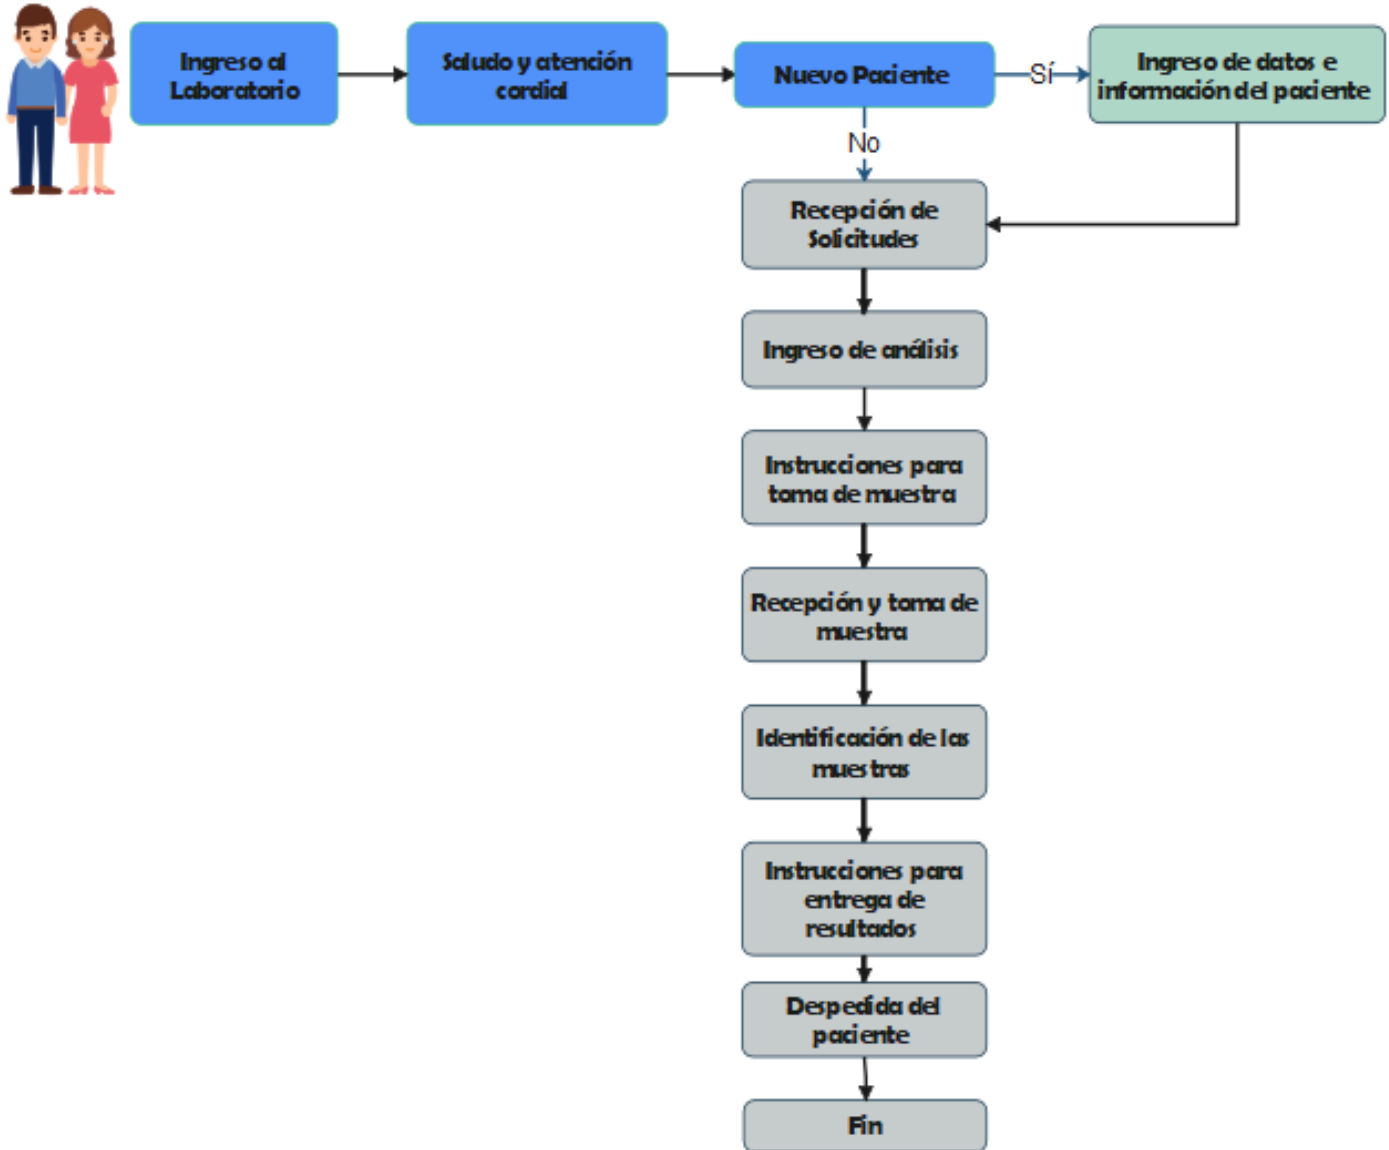 Ingreso al
Laboratorio
Saludo y atención
cordial
Nuevo Paciente
Sí
Ingreso de datos e
información del paciente
No
Recepción de
Solicitudes
Ingreso de análisis
Instrucciones para
toma de muestra
Recepción y toma de
muestra
Identificación de las
muestras
Instrucciones para
entrega de
resultados
Despedida del
paciente
Fin